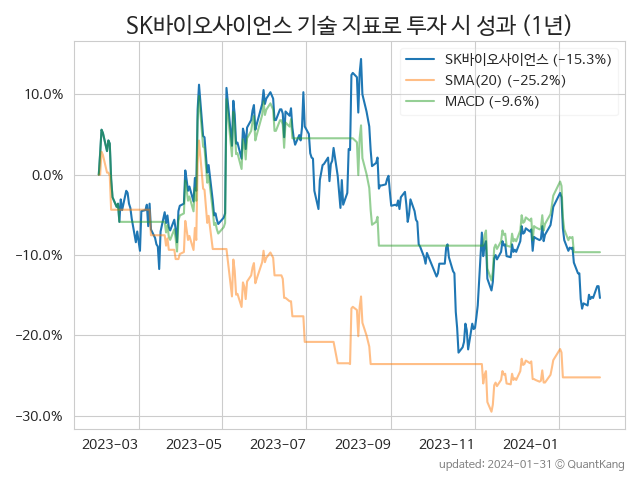 SK바이오사이언스 기술 지표로 투자 시 성과 (1년)
SK바이오사이언스 (−15.3%)
SMA(20) (−25.2%)
MACD (−9.6%)
10.0%
0.0%
−10.0%
−20.0%
−30.0%
2023-03 2023-05 2023-07 2023-09 2023-11 2024-01
updated: 2024-01-31 © QuantKang